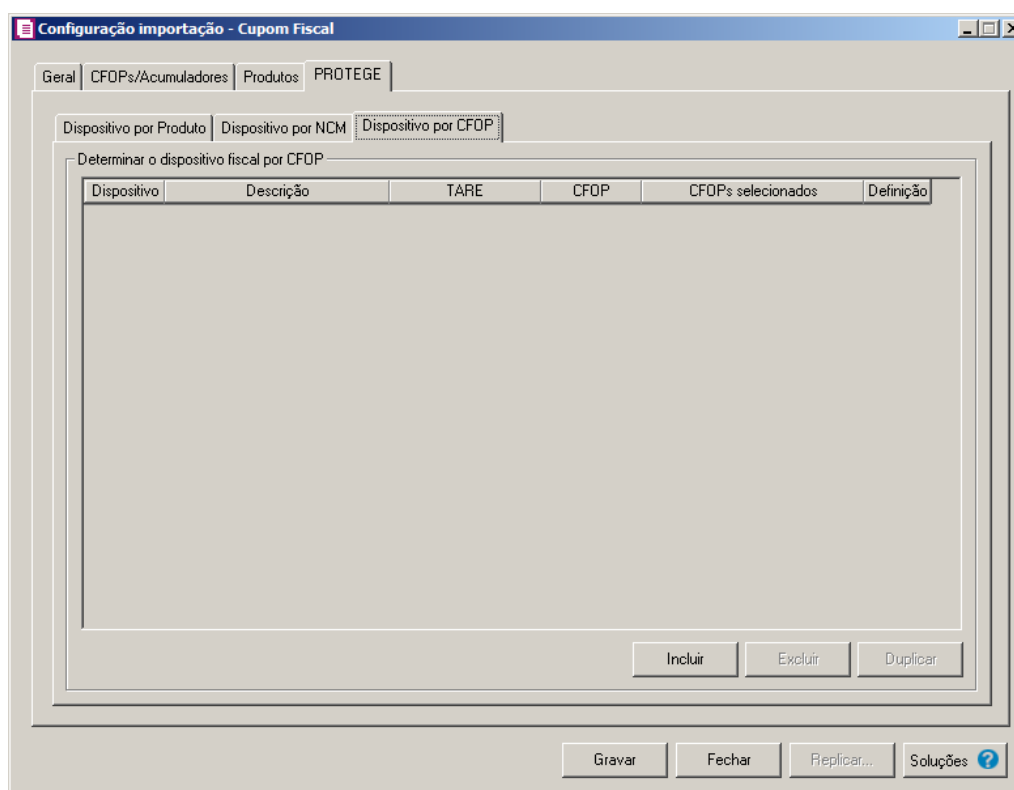 Configuração importação - Cupom Fiscal
Geral CFOPs/Acumuladores Produtos PROTEGE
Dispositivo por Produto Dispositivo por NCM Dispositivo por CFOP
Determinar o dispositivo fiscal por CFOP
Dispositivo Descrição TARE CFOP CFOPs selecionados Definição
Incluir Excluir Duplicar
Gravar Fechar Replicar... Soluções ?